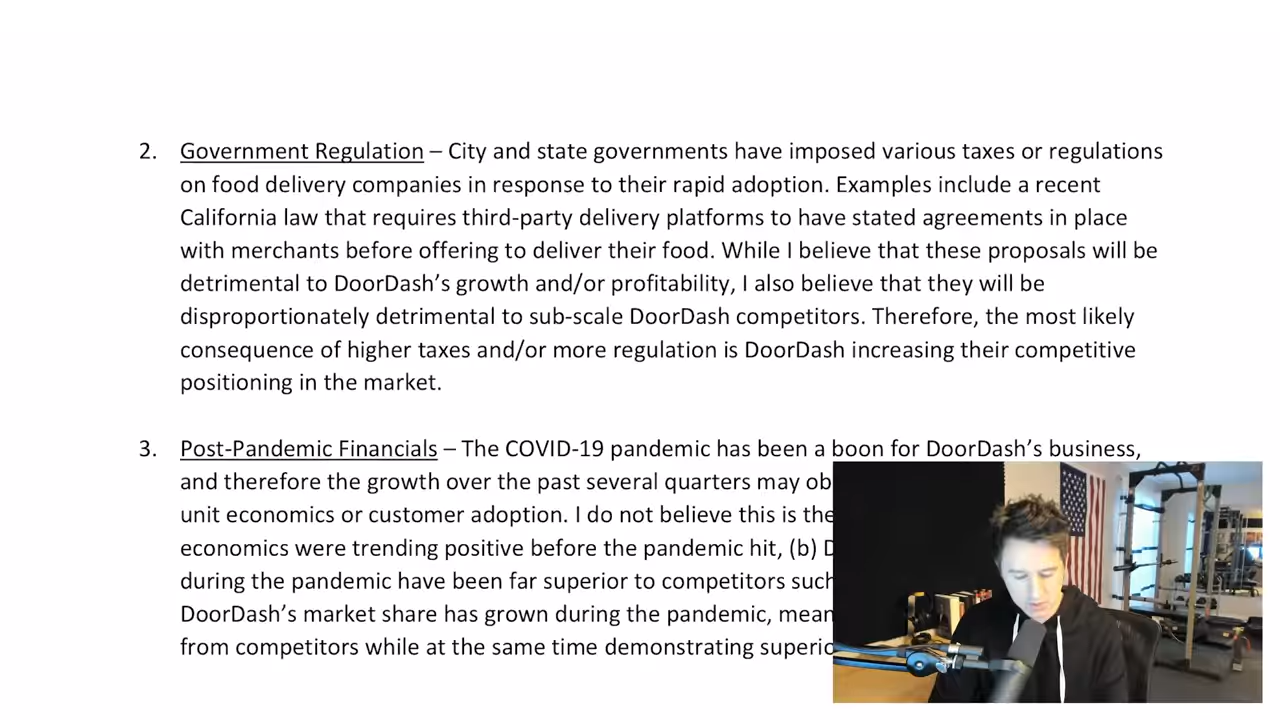 2. Government Regulation – City and state governments have imposed various taxes or regulations
on food delivery companies in response to their rapid adoption. Examples include a recent
California law that requires third-party delivery platforms to have stated agreements in place
with merchants before offering to deliver their food. While I believe that these proposals will be
detrimental to DoorDash’s growth and/or profitability, I also believe that they will be
disproportionately detrimental to sub-scale DoorDash competitors. Therefore, the most likely
consequence of higher taxes and/or more regulation is DoorDash increasing their competitive
positioning in the market.
3. Post-Pandemic Financials – The COVID-19 pandemic has been a boon for DoorDash’s business,
and therefore the growth over the past several quarters may
unit economics or customer adoption. I do not believe this is the
economics were trending positive before the pandemic hit, (b)
during the pandemic have been far superior to competitors
DoorDash’s market share has grown during the pandemic,
from competitors while at the same time demonstrating